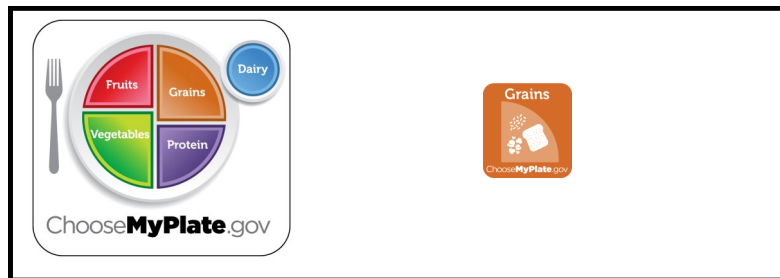 Fruits
Grains
Dairy
Vegetables
Protein
ChooseMyPlate.gov
Grains
ChooseMyPlate.gov